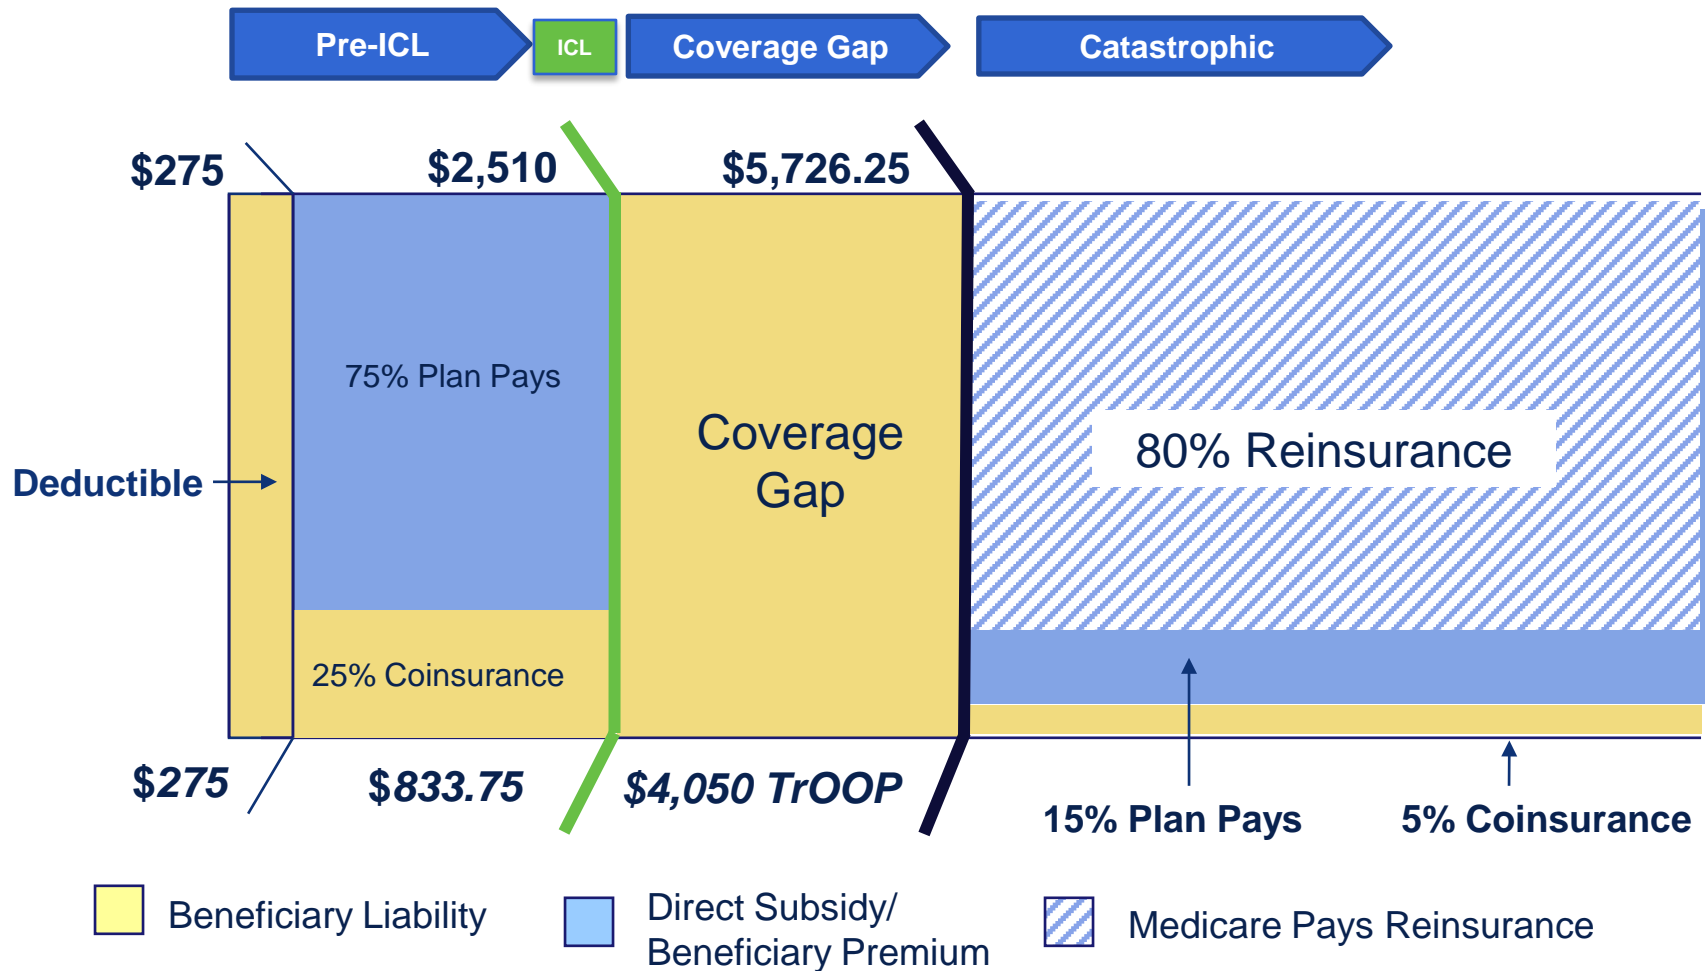 Pre-ICL
ICL
Coverage Gap
Catastrophic
$275
$2,510
$5,726.25
75% Plan Pays
Coverage
Gap
80% Reinsurance
Deductible
25% Coinsurance
$275
$833.75
$4,050 TrOOP
15% Plan Pays
5% Coinsurance
Beneficiary Liability
Direct Subsidy/
Beneficiary Premium
Medicare Pays Reinsurance